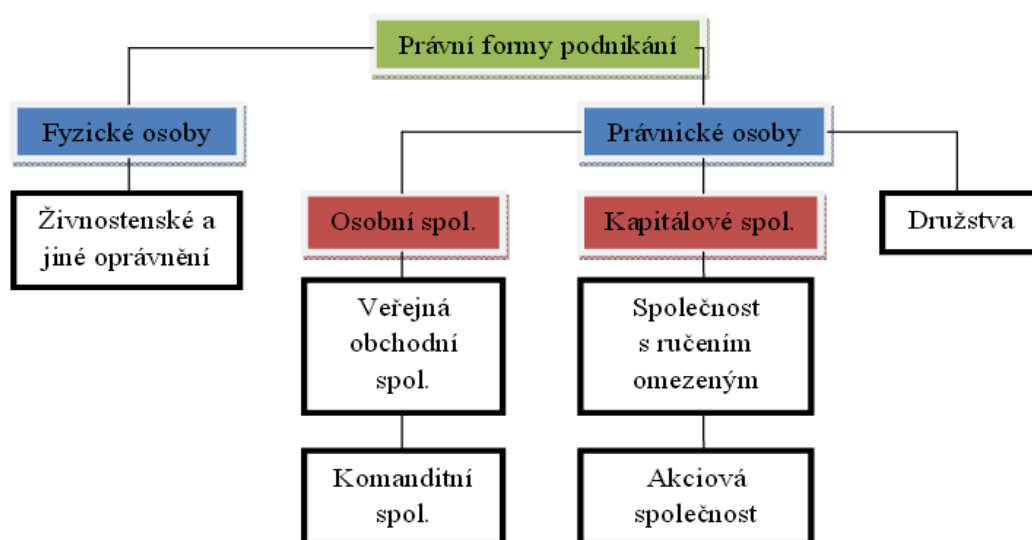 Právní formy podnikání
Fyzické osoby
Právnické osoby
Živnostenské a
jiné oprávnění
Osobní spol.
Kapitálové spol.
Družstva
Veřejná
obchodní
spol.
Společnost
s ručením
omezeným
Komanditní
spol.
Akciová
společnost